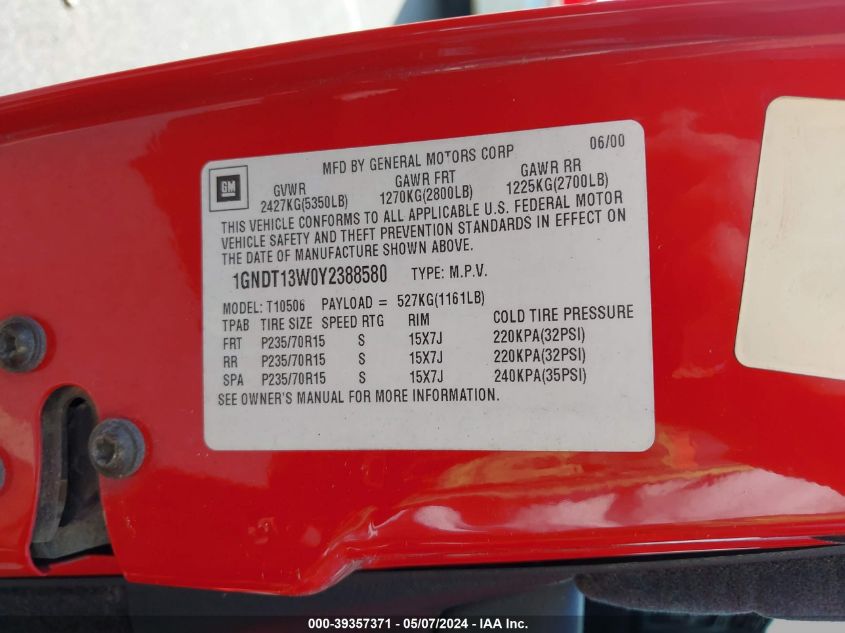 MFD BY GENERAL MOTORS CORP 06/00
GM
GVWR GAWR FRT GAWR RR
2427KG(5350LB) 1270KG(2800LB) 1225KG(2700LB)
THIS VEHICLE CONFORMS TO ALL APPLICABLE U.S. FEDERAL MOTOR
VEHICLE SAFETY AND THEFT PREVENTION STANDARDS IN EFFECT ON
THE DATE OF MANUFACTURE SHOWN ABOVE.
1GNDT13W0Y2388580 TYPE: M.P.V.
MODEL: T10506 PAYLOAD = 527KG(1161LB)
TPAB TIRE SIZE SPEED RTG RIM COLD TIRE PRESSURE
FRT P235/70R15 S 15X7J 220KPA(32PSI)
RR P235/70R15 S 15X7J 220KPA(32PSI)
SPA P235/70R15 S 15X7J 240KPA(35PSI)
SEE OWNER'S MANUAL FOR MORE INFORMATION.
000-39357371 - 05/07/2024 - IAA Inc.